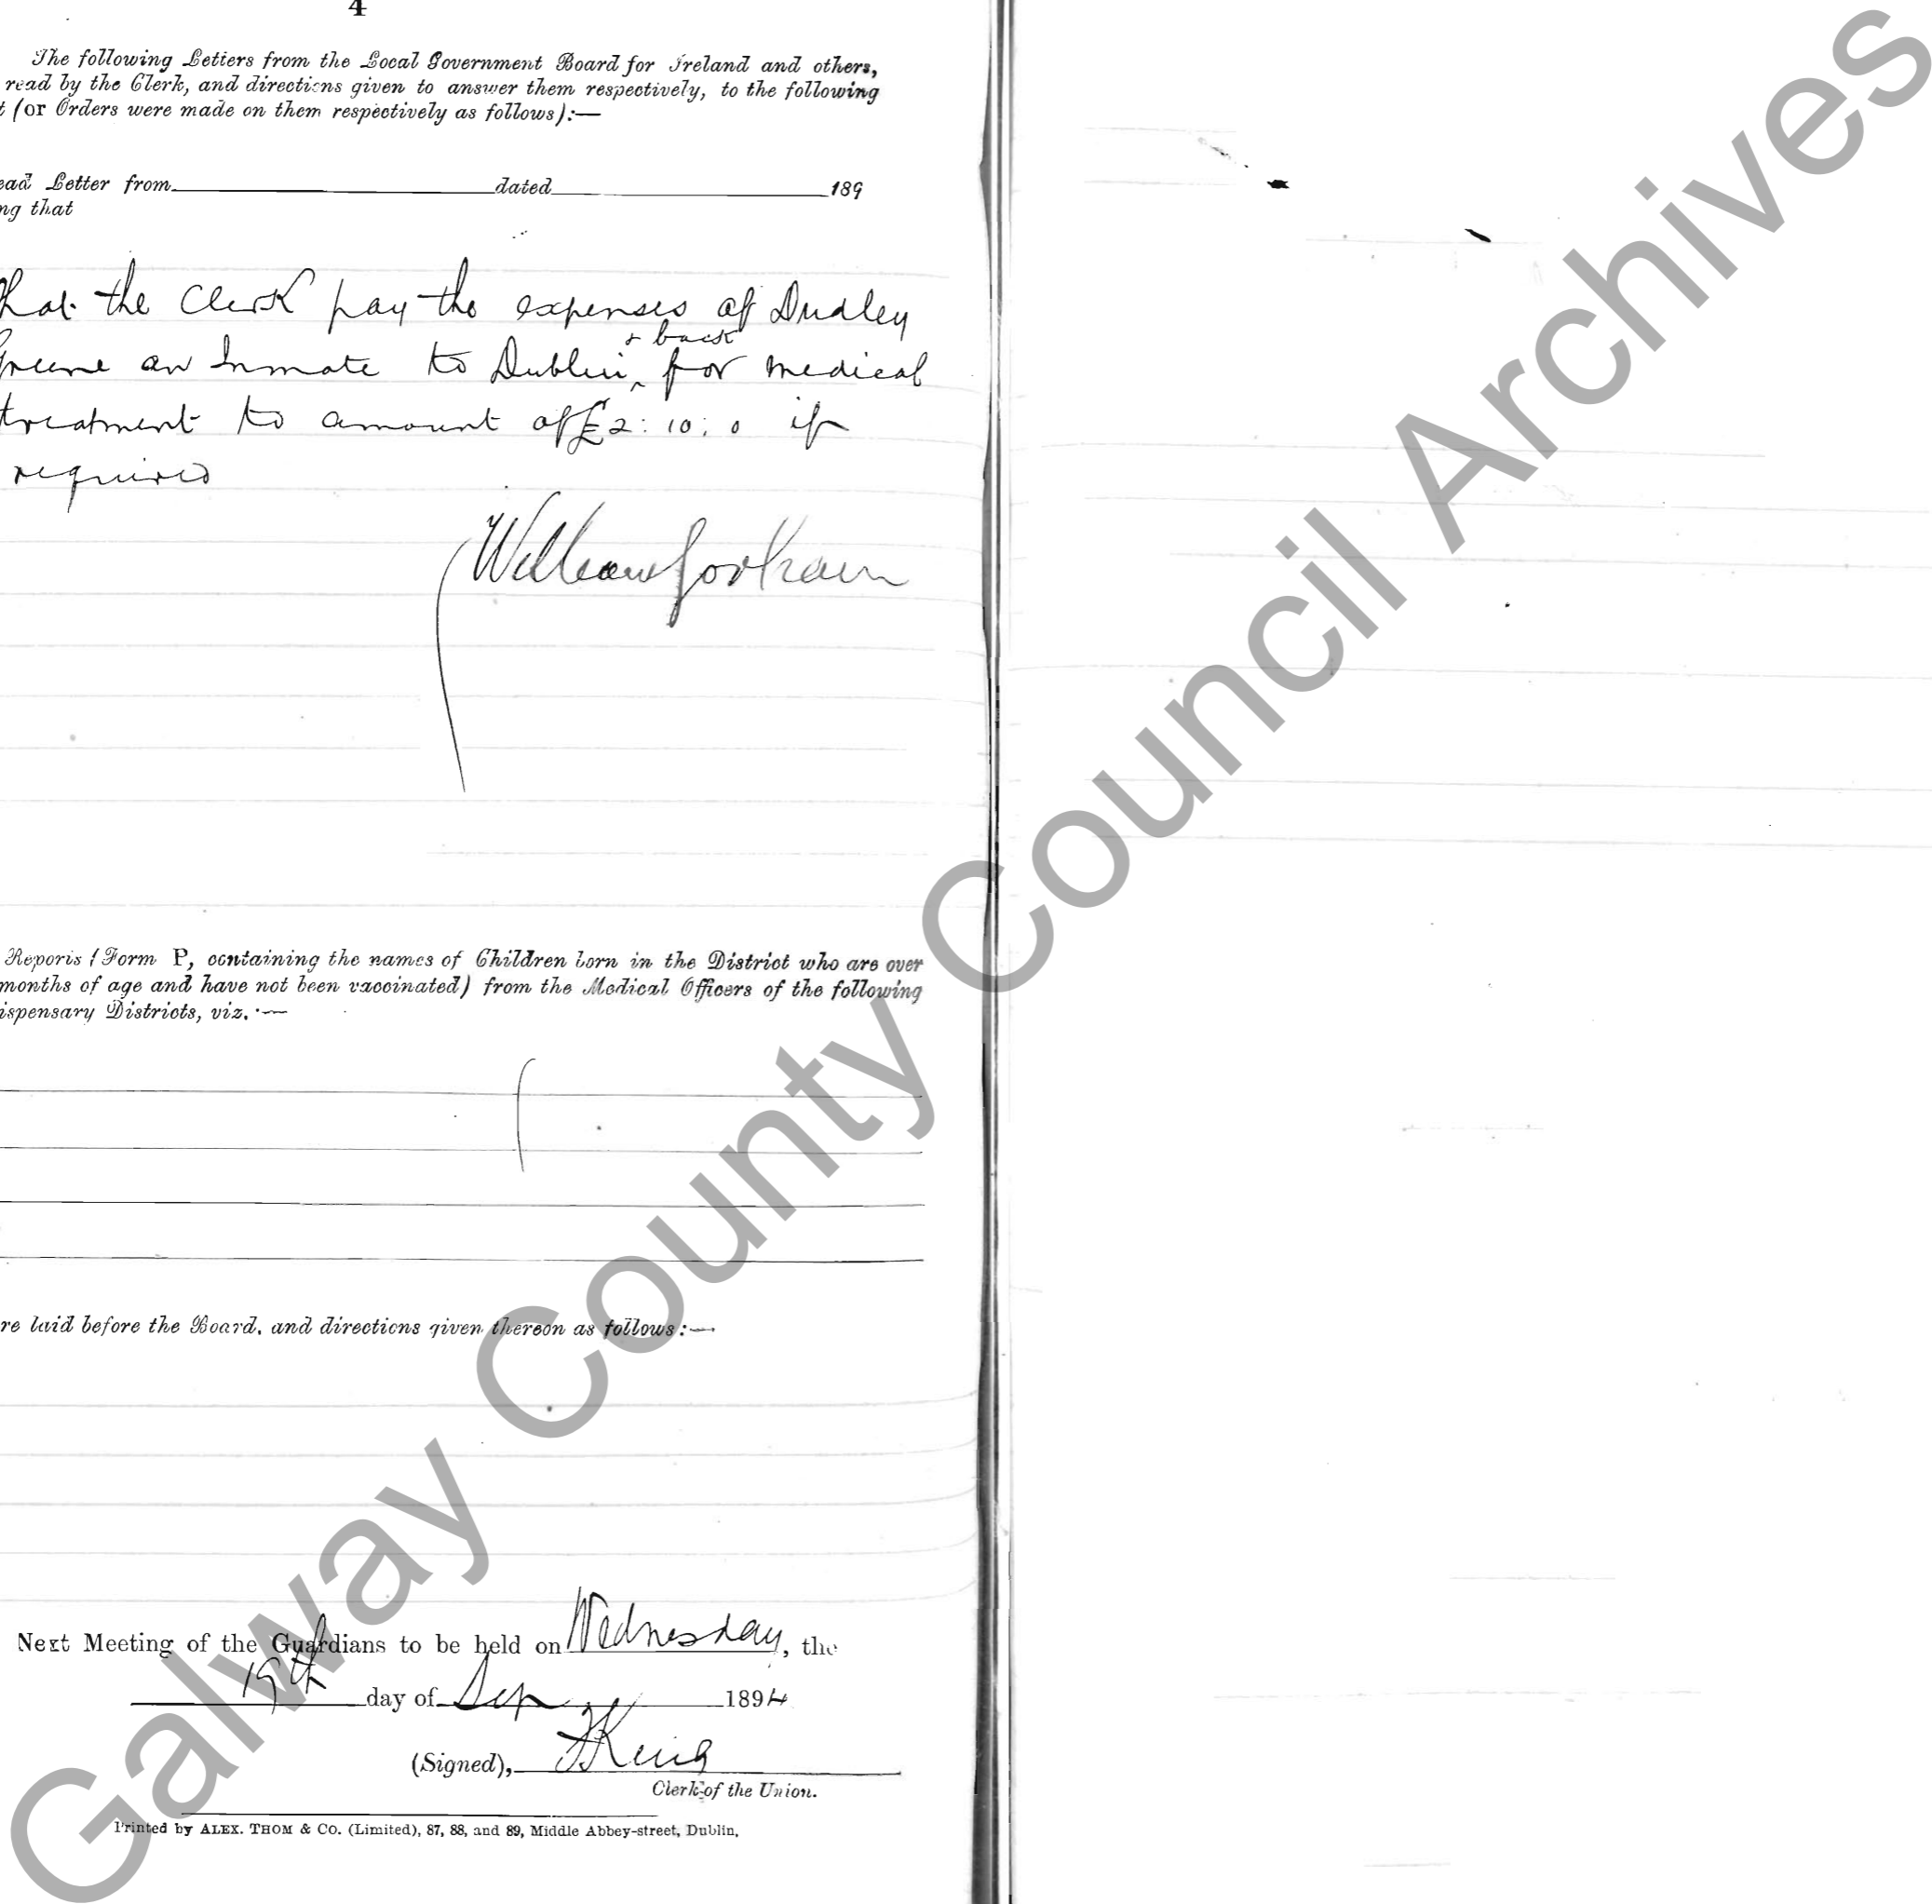 4
The following Letters from the Local Government Board for Ireland and others,
read by the Clerk, and directions given to answer them respectively, to the following
t (or Orders were made on them respectively as follows):—
ead Letter from dated 189
ng that
hat the Clerk pay the expenses of Dudley
+ back
Greene an Inmate to Dublin ^ for medical
treatment to amount of £2:10:0 if
required
William Gorham
Reports (Form P, containing the names of Children born in the District who are over
months of age and have not been vaccinated) from the Medical Officers of the following
ispensary Districts, viz.:—
re laid before the Board, and directions given thereon as follows:—
Next Meeting of the Guardians to be held on Wednesday, the
19th day of Sep 1894
(Signed), King
Clerk of the Union.
Printed by ALEX. THOM & CO. (Limited), 87, 88, and 89, Middle Abbey-street, Dublin.
Galway County Council Archives